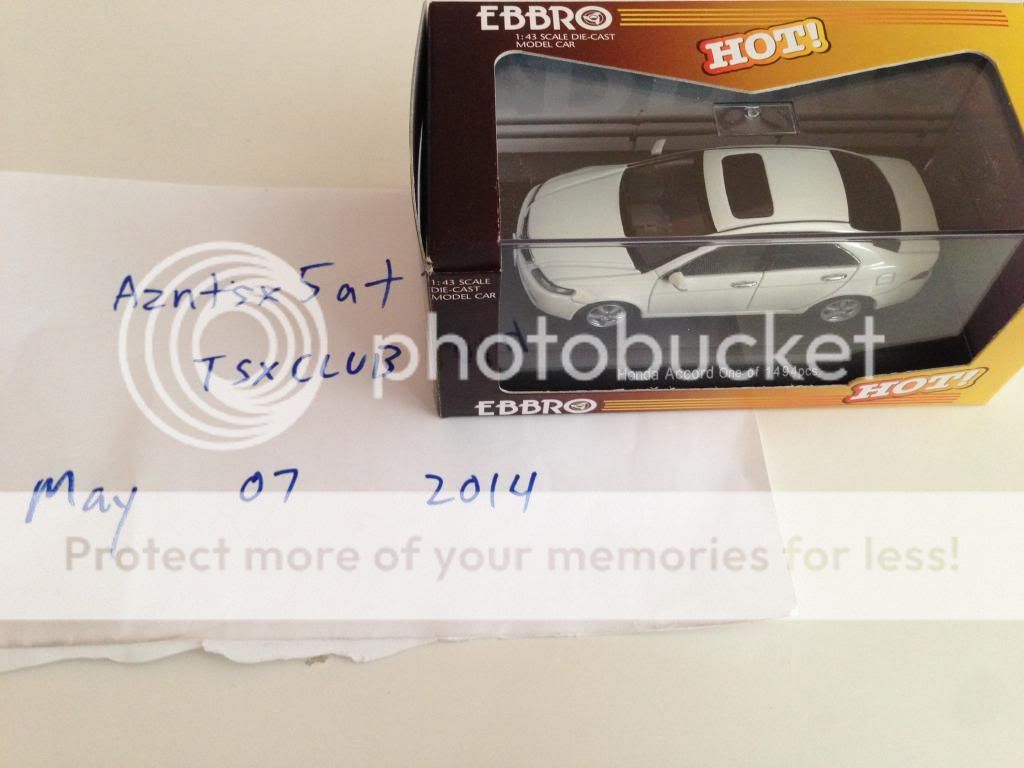 EBBRO
1:43 SCALE DIE-CAST
MODEL CAR
HOT!
1:43 SCALE
DIE-CAST
MODEL CAR
Azntsx5at
TSXCLUB
photobucket
Honda Accord One of 1494pcs
HOT!
EBBRO
May 07 2014
Protect more of your memories for less!